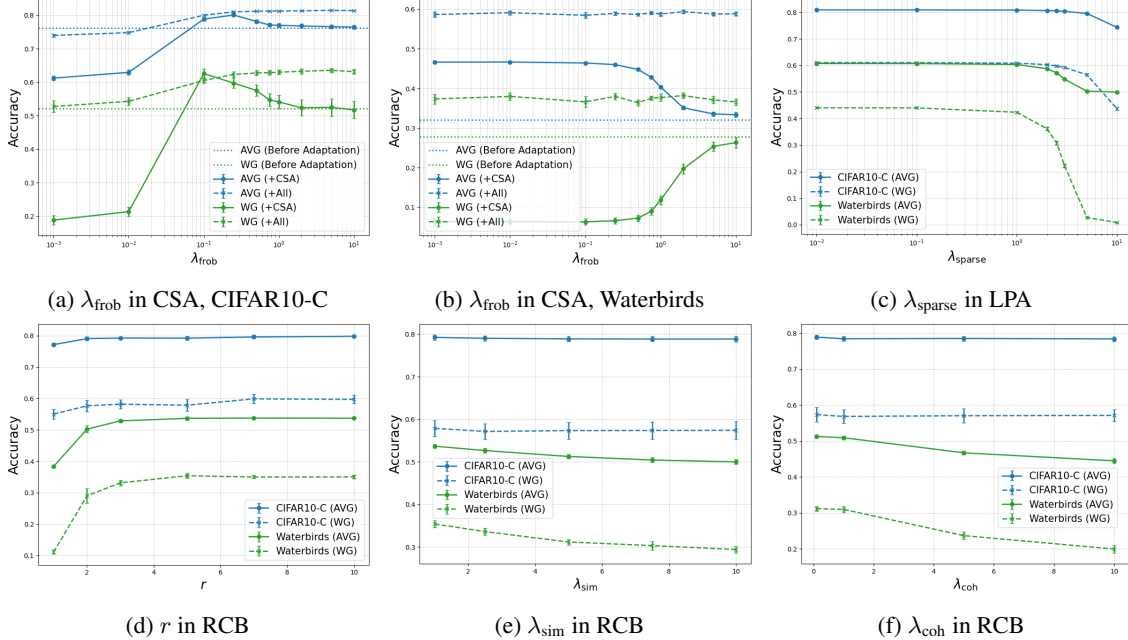 Accuracy
0.8
0.7
0.6
0.5
0.4
0.3
0.2
10⁻³
10⁻²
10⁻¹
10⁰
10¹
λfrob
AVG (Before Adaptation)
WG (Before Adaptation)
AVG (+CSA)
AVG (+All)
WG (+CSA)
WG (+All)
(a) λfrob in CSA, CIFAR10-C
Accuracy
0.6
0.5
0.4
0.3
0.2
0.1
10⁻³
10⁻²
10⁻¹
10⁰
10¹
λfrob
AVG (Before Adaptation)
WG (Before Adaptation)
AVG (+CSA)
AVG (+All)
WG (+CSA)
WG (+All)
(b) λfrob in CSA, Waterbirds
Accuracy
0.8
0.7
0.6
0.5
0.4
0.3
0.2
0.1
0.0
10⁻²
10⁻¹
10⁰
10¹
λsparse
CIFAR10-C (AVG)
CIFAR10-C (WG)
Waterbirds (AVG)
Waterbirds (WG)
(c) λsparse in LPA
Accuracy
0.8
0.7
0.6
0.5
0.4
0.3
0.2
0.1
2
4
6
8
10
r
CIFAR10-C (AVG)
CIFAR10-C (WG)
Waterbirds (AVG)
Waterbirds (WG)
(d) r in RCB
Accuracy
0.8
0.7
0.6
0.5
0.4
0.3
2
4
6
8
10
λsim
CIFAR10-C (AVG)
CIFAR10-C (WG)
Waterbirds (AVG)
Waterbirds (WG)
(e) λsim in RCB
Accuracy
0.8
0.7
0.6
0.5
0.4
0.3
0.2
0
2
4
6
8
10
λcoh
CIFAR10-C (AVG)
CIFAR10-C (WG)
Waterbirds (AVG)
Waterbirds (WG)
(f) λcoh in RCB